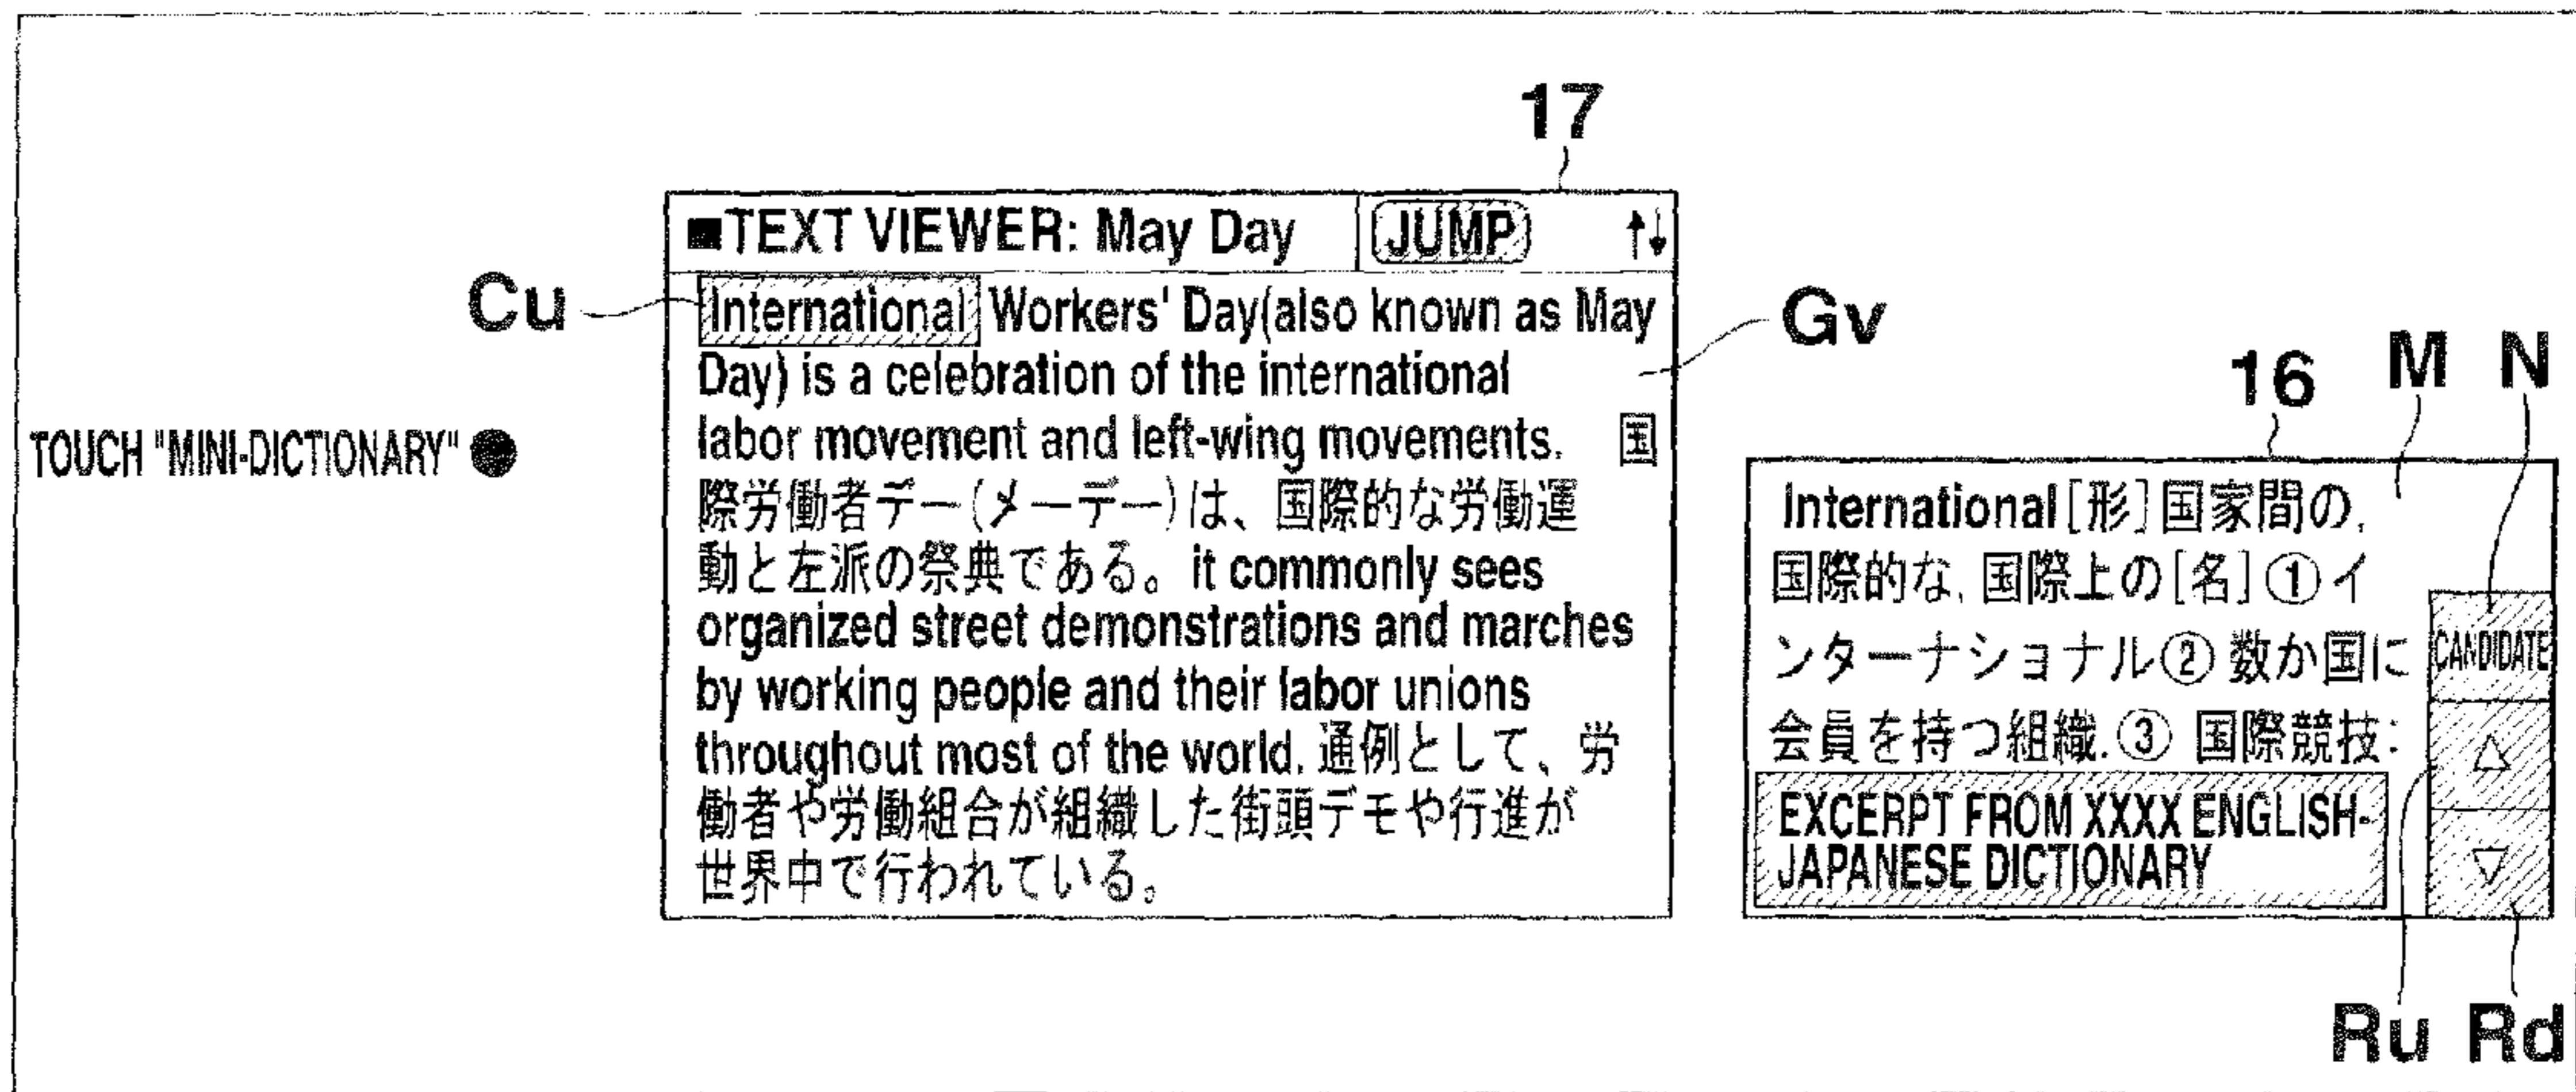 17
■TEXT VIEWER: May Day JUMP ↑↓
Cu
International Workers' Day(also known as May
Day) is a celebration of the international
labor movement and left-wing movements. 国
際労働者デー(メーデー)は、国際的な労働運
動と左派の祭典である。 it commonly sees
organized street demonstrations and marches
by working people and their labor unions
throughout most of the world. 通例として、労
働者や労働組合が組織した街頭デモや行進が
世界中で行われている。
Gv
TOUCH "MINI-DICTIONARY" ●
16 M N
International[形]国家間の,
国際的な,国際上の[名]①イ
ンターナショナル②数か国に
会員を持つ組織.③ 国際競技:
CANDIDATE
△
▽
EXCERPT FROM XXXX ENGLISH-
JAPANESE DICTIONARY
Ru Rd